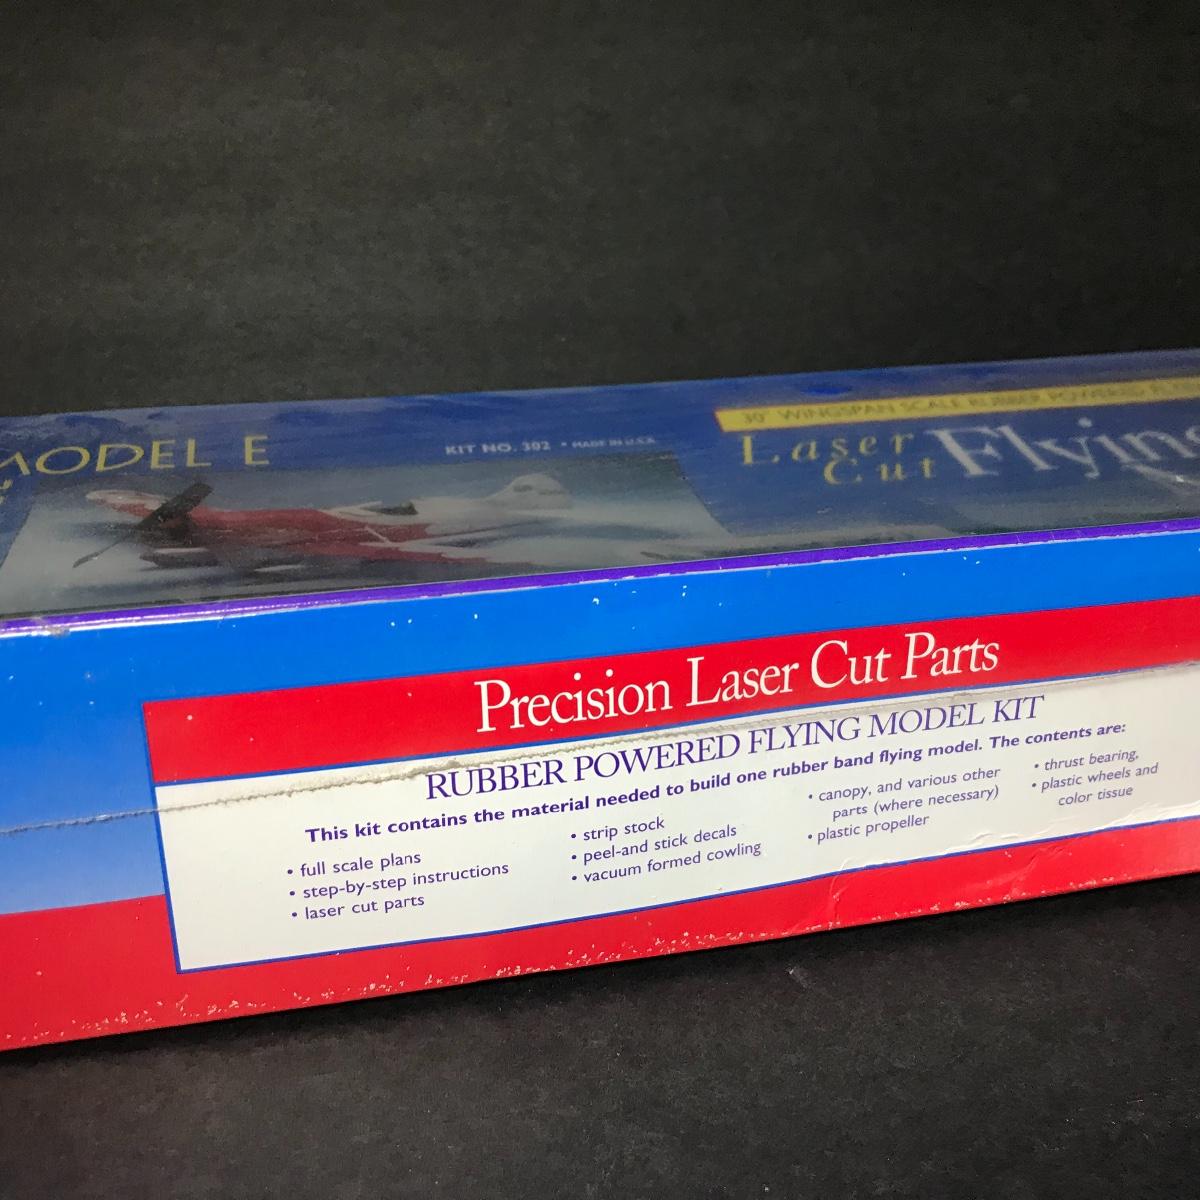 MODEL E
KIT NO. 302 • MADE IN U.S.A.
30" WINGSPAN SCALE RUBBER POWERED
Laser Cut Flying
Precision Laser Cut Parts
RUBBER POWERED FLYING MODEL KIT
This kit contains the material needed to build one rubber band flying model. The contents are:
• full scale plans
• step-by-step instructions
• laser cut parts
• strip stock
• peel-and stick decals
• vacuum formed cowling
• canopy, and various other
parts (where necessary)
• plastic propeller
• thrust bearing,
• plastic wheels and
color tissue